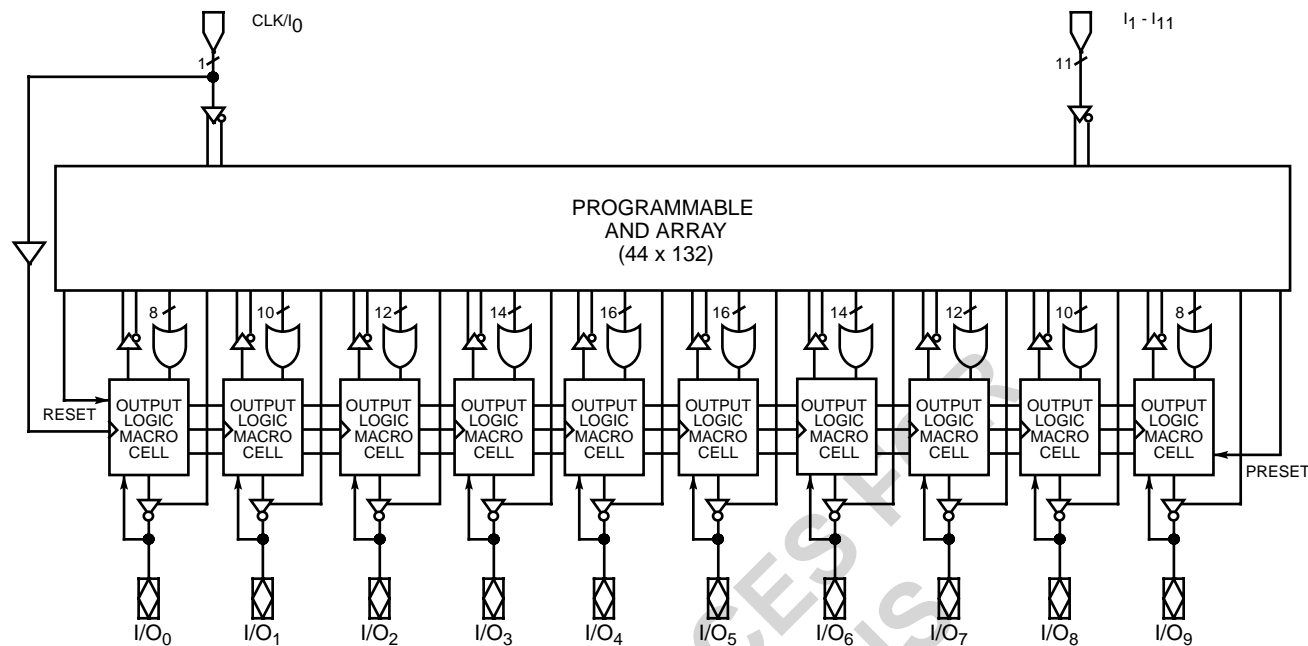 CLK/I0
I1 - I11
1
11
PROGRAMMABLE
AND ARRAY
(44 x 132)
8
10
12
14
16
16
14
12
10
8
RESET
OUTPUT
LOGIC
MACRO
CELL
OUTPUT
LOGIC
MACRO
CELL
OUTPUT
LOGIC
MACRO
CELL
OUTPUT
LOGIC
MACRO
CELL
OUTPUT
LOGIC
MACRO
CELL
OUTPUT
LOGIC
MACRO
CELL
OUTPUT
LOGIC
MACRO
CELL
OUTPUT
LOGIC
MACRO
CELL
OUTPUT
LOGIC
MACRO
CELL
OUTPUT
LOGIC
MACRO
CELL
PRESET
I/O0
I/O1
I/O2
I/O3
I/O4
I/O5
I/O6
I/O7
I/O8
I/O9